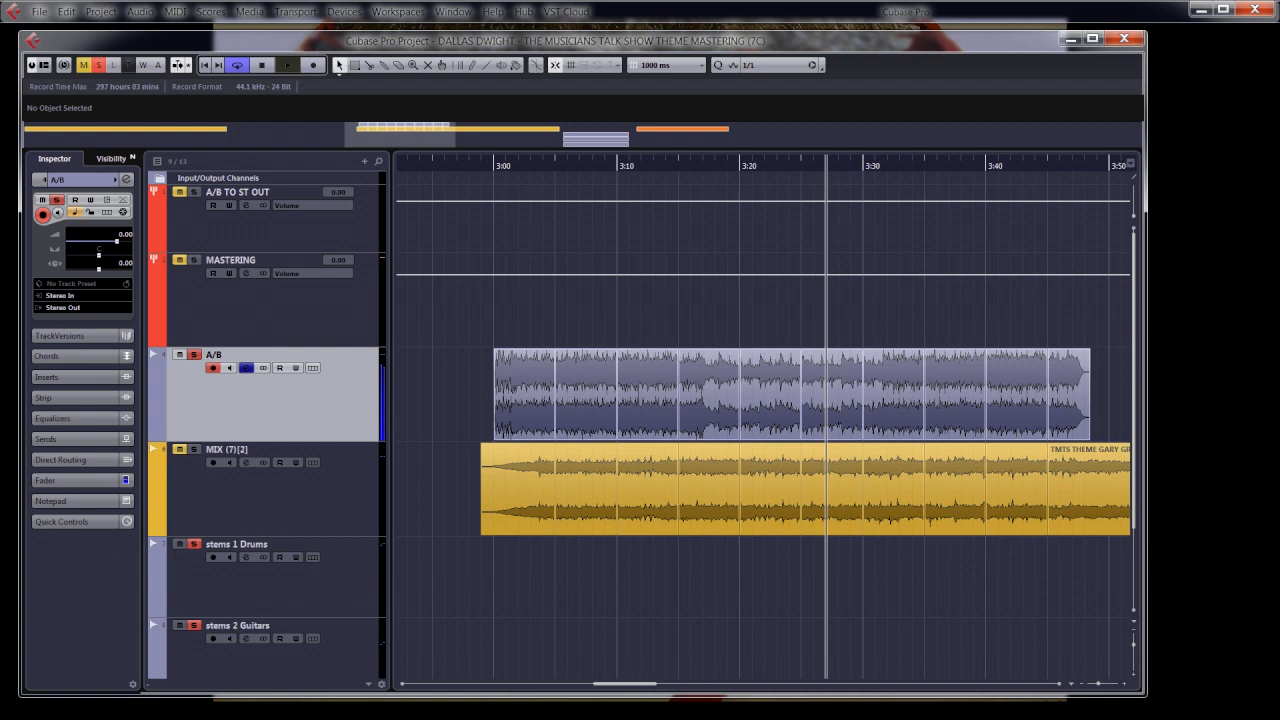 File Edit Project Audio MIDI Scores Media Transport Devices Workspaces Window Help Hub VST Cloud Cubase Pro
Cubase Pro Project - DALLAS DWIGHT - THE MUSICIANS TALK SHOW THEME MASTERING (7C)
M S L T R W A 1000 ms Q 1/1
Record Time Max 297 hours 03 mins Record Format 44.1 kHz - 24 Bit
No Object Selected
Inspector Visibility N 9 / 13
3:00 3:10 3:20 3:30 3:40 3:50
Input/Output Channels
A/B
M S A/B TO ST OUT 0.00
R W Volume
M S R W
0.00
C
0.00
M S MASTERING 0.00
R W Volume
No Track Preset
Stereo In
Stereo Out
TrackVersions
Chords
Inserts
Strip
Equalizers
Sends
Direct Routing
Fader
Notepad
Quick Controls
4 M S A/B
R W
6 M S MIX (7)[2]
R W
TMTS THEME GARY GR
7 M S stems 1 Drums
R W
8 M S stems 2 Guitars
R W